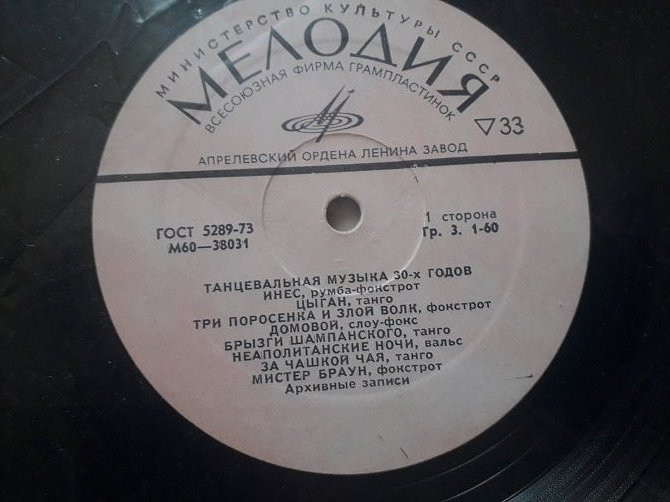 МИНИСТЕРСТВО КУЛЬТУРЫ СССР
МЕЛОДИЯ
ВСЕСОЮЗНАЯ ФИРМА ГРАМПЛАСТИНОК
▽33
АПРЕЛЕВСКИЙ ОРДЕНА ЛЕНИНА ЗАВОД
ГОСТ 5289-73
М60—38031
1 сторона
Гр. 3. 1-60
ТАНЦЕВАЛЬНАЯ МУЗЫКА 30-х ГОДОВ
ИНЕС, румба-фокстрот
ЦЫГАН, танго
ТРИ ПОРОСЕНКА И ЗЛОЙ ВОЛК, фокстрот
ДОМОВОЙ, слоу-фокс
БРЫЗГИ ШАМПАНСКОГО, танго
НЕАПОЛИТАНСКИЕ НОЧИ, вальс
ЗА ЧАШКОЙ ЧАЯ, танго
МИСТЕР БРАУН, фокстрот
Архивные записи